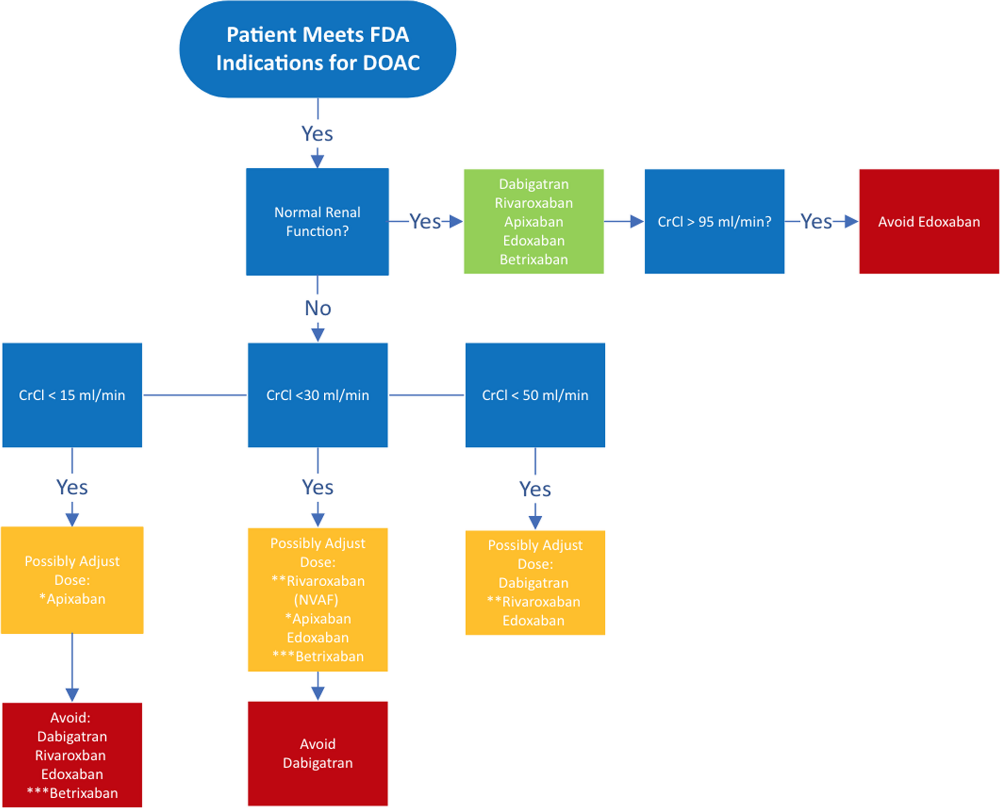 Patient Meets FDA
Indications for DOAC
Yes
Normal Renal
Function?
Yes
Dabigatran
Rivaroxaban
Apixaban
Edoxaban
Betrixaban
CrCl > 95 ml/min?
Yes
Avoid Edoxaban
No
CrCl < 15 ml/min
CrCl <30 ml/min
CrCl < 50 ml/min
Yes
Yes
Yes
Possibly Adjust
Dose:
*Apixaban
Possibly Adjust
Dose:
**Rivaroxaban
(NVAF)
*Apixaban
Edoxaban
***Betrixaban
Possibly Adjust
Dose:
Dabigatran
**Rivaroxaban
Edoxaban
Avoid:
Dabigatran
Rivaroxban
Edoxaban
***Betrixaban
Avoid
Dabigatran